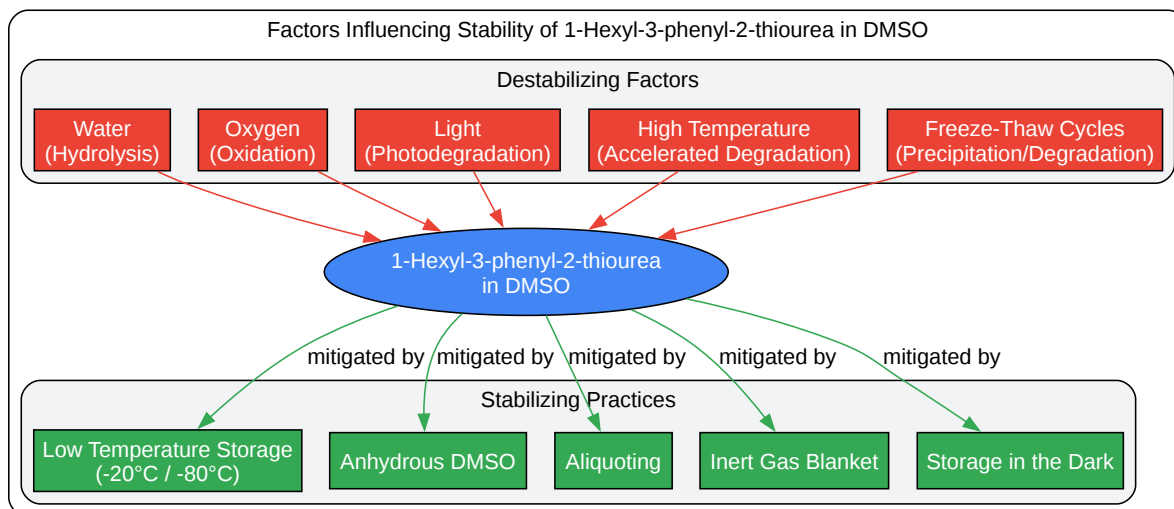 Factors Influencing Stability of 1-Hexyl-3-phenyl-2-thiourea in DMSO
Destabilizing Factors
Water
(Hydrolysis)
Oxygen
(Oxidation)
Light
(Photodegradation)
High Temperature
(Accelerated Degradation)
Freeze-Thaw Cycles
(Precipitation/Degradation)
1-Hexyl-3-phenyl-2-thiourea
in DMSO
mitigated by
mitigated by
mitigated by
mitigated by
mitigated by
Stabilizing Practices
Low Temperature Storage
(-20°C / -80°C)
Anhydrous DMSO
Aliquoting
Inert Gas Blanket
Storage in the Dark